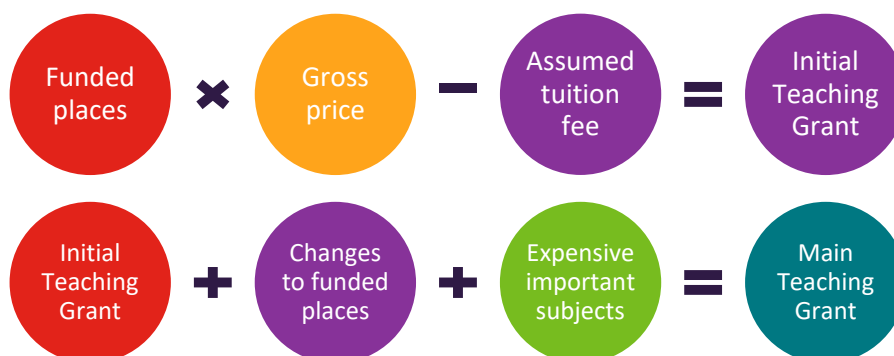 Funded
places
×
Gross
price
−
Assumed
tuition
fee
=
Initial
Teaching
Grant
Initial
Teaching
Grant
+
Changes
to funded
places
+
Expensive
important
subjects
=
Main
Teaching
Grant